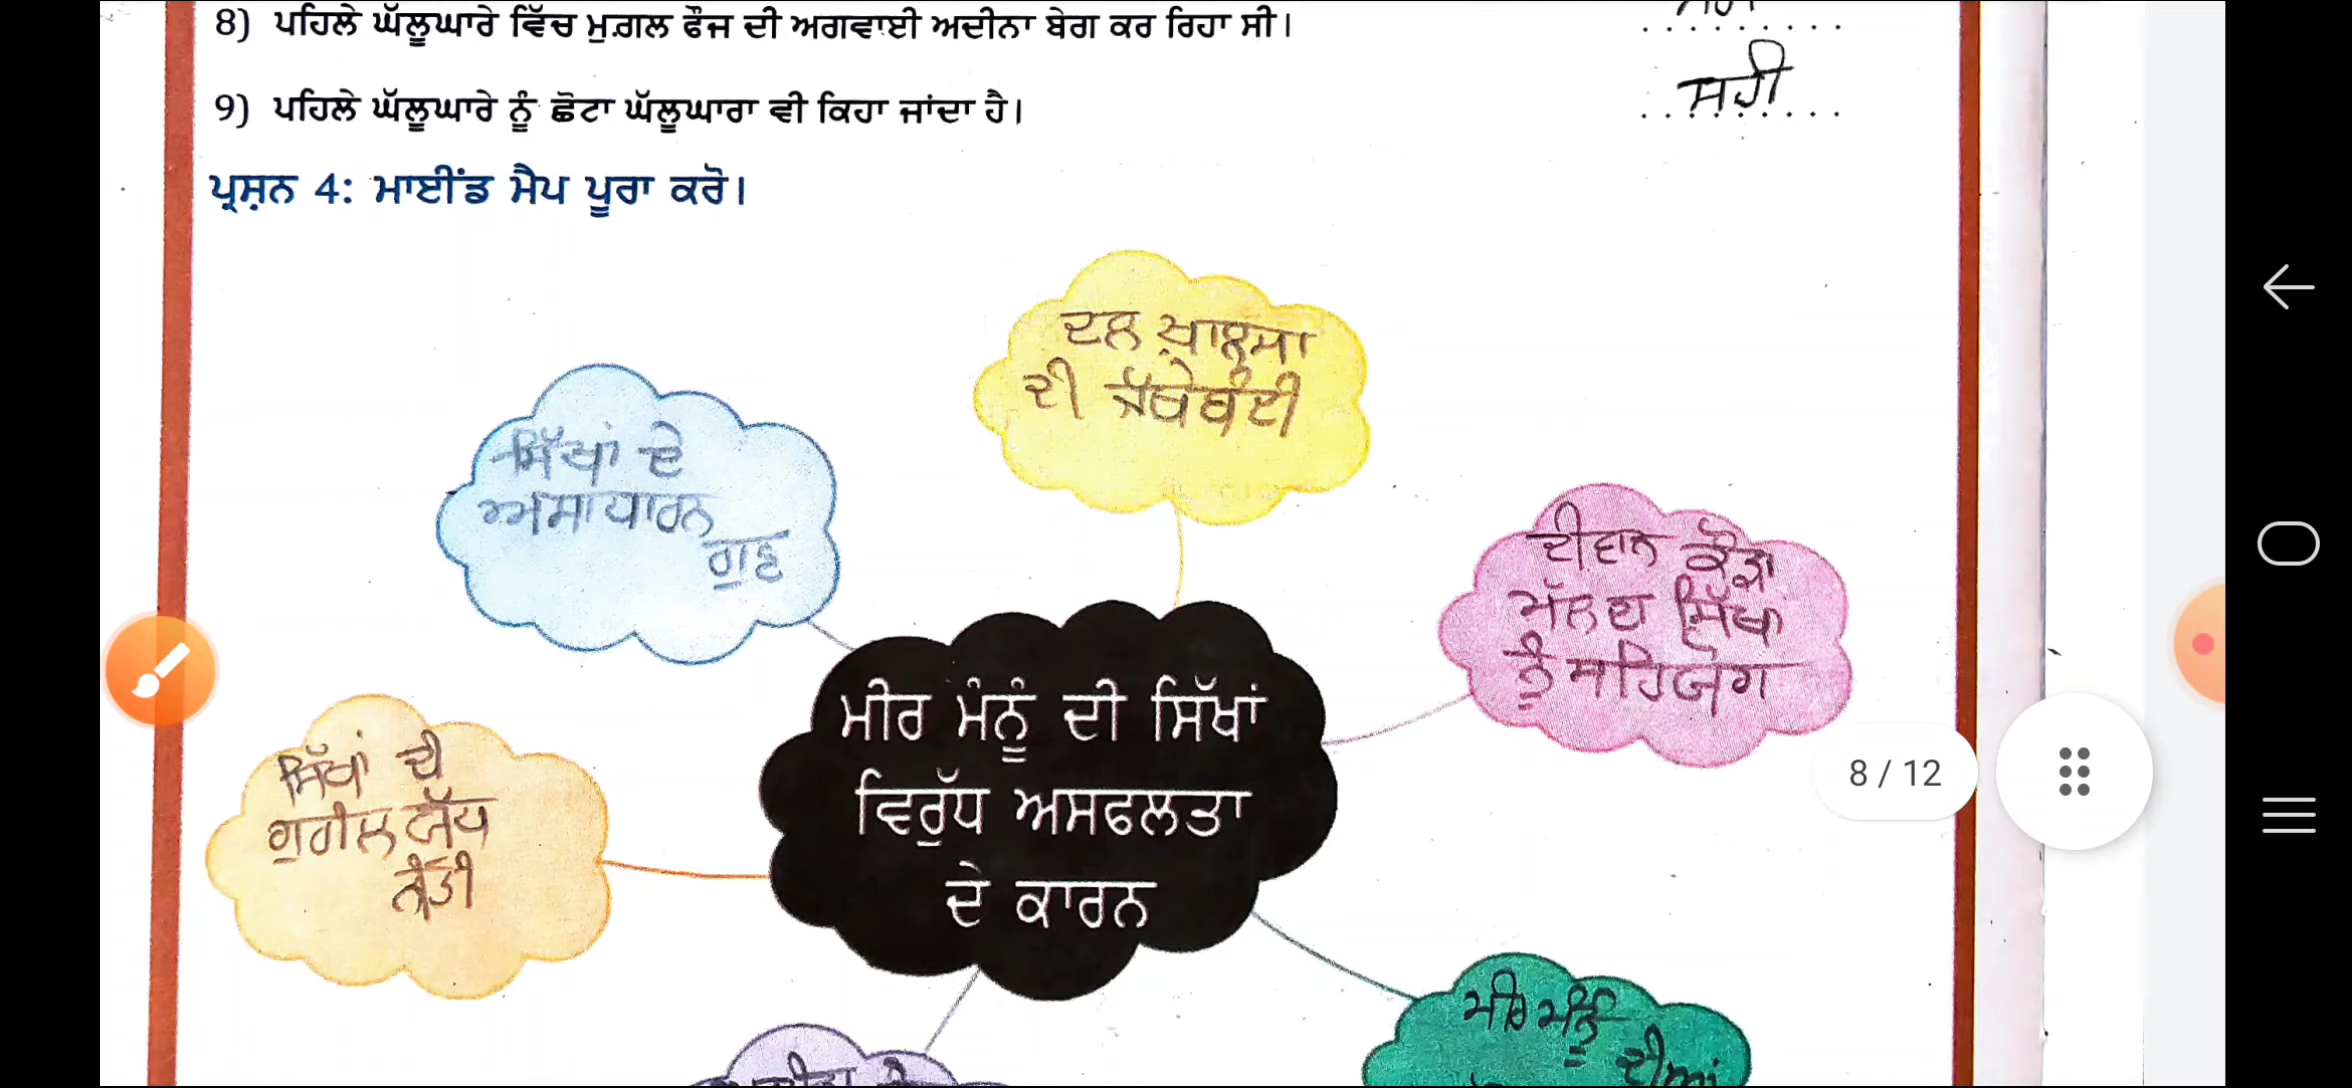 8) ਪਹਿਲੇ ਘੱਲੂਘਾਰੇ ਵਿੱਚ ਮੁਗ਼ਲ ਫੌਜ ਦੀ ਅਗਵਾਈ ਅਦੀਨਾ ਬੇਗ ਕਰ ਰਿਹਾ ਸੀ।
9) ਪਹਿਲੇ ਘੱਲੂਘਾਰੇ ਨੂੰ ਛੋਟਾ ਘੱਲੂਘਾਰਾ ਵੀ ਕਿਹਾ ਜਾਂਦਾ ਹੈ। ਸਹੀ
ਪ੍ਰਸ਼ਨ 4: ਮਾਈਂਡ ਮੈਪ ਪੂਰਾ ਕਰੋ।
ਦਲ ਖ਼ਾਲਸਾ
ਦੀ ਜੱਥੇਬੰਦੀ
ਸਿੱਖਾਂ ਦੇ
ਅਸਾਧਾਰਨ
ਗੁਣ
ਦੀਵਾਨ ਕੌੜਾ
ਮੱਲ ਦਾ ਸਿੱਖਾਂ
ਨੂੰ ਸਹਿਯੋਗ
ਮੀਰ ਮੰਨੂੰ ਦੀ ਸਿੱਖਾਂ
ਵਿਰੁੱਧ ਅਸਫਲਤਾ
ਦੇ ਕਾਰਨ
ਸਿੱਖਾਂ ਦੀ
ਗੁਰੀਲਾ ਯੁੱਧ
ਨੀਤੀ
8 / 12
ਮੀਰ ਮੰਨੂੰ
ਦੀਆਂ